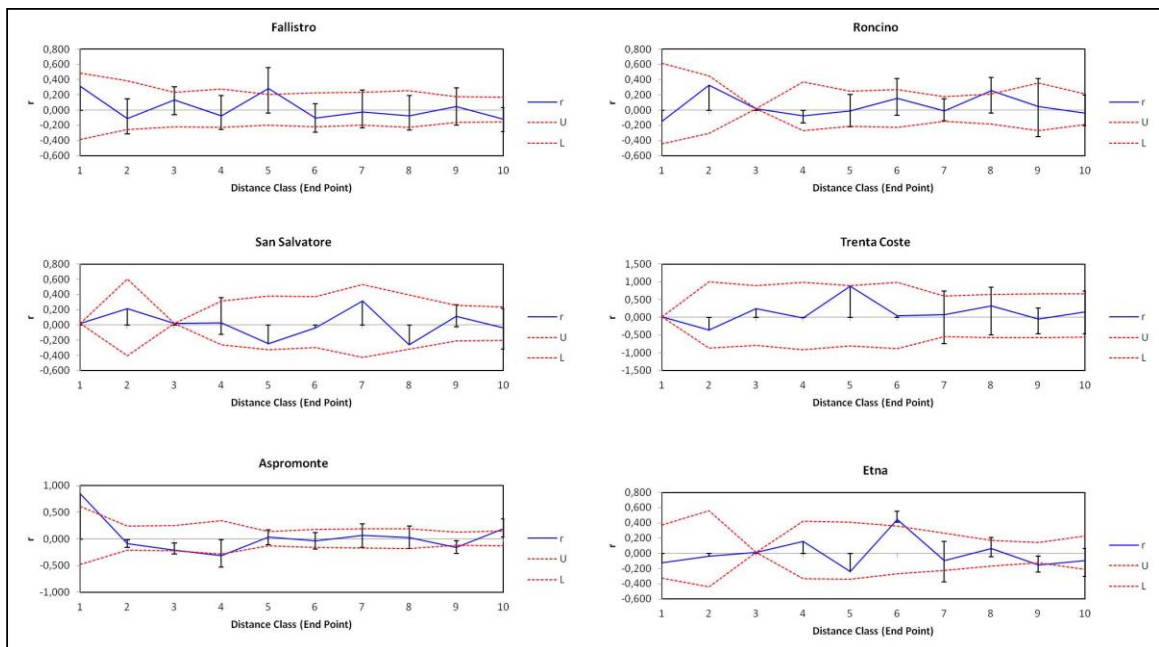 Fallistro
0,800
0,600
0,400
0,200
0,000
-0,200
-0,400
-0,600
r
1 2 3 4 5 6 7 8 9 10
Distance Class (End Point)
r
U
L
Roncino
0,800
0,600
0,400
0,200
0,000
-0,200
-0,400
-0,600
r
1 2 3 4 5 6 7 8 9 10
Distance Class (End Point)
r
U
L
San Salvatore
0,800
0,600
0,400
0,200
0,000
-0,200
-0,400
-0,600
r
1 2 3 4 5 6 7 8 9 10
Distance Class (End Point)
r
U
L
Trenta Coste
1,500
1,000
0,500
0,000
-0,500
-1,000
-1,500
r
1 2 3 4 5 6 7 8 9 10
Distance Class (End Point)
r
U
L
Aspromonte
1,000
0,500
0,000
-0,500
-1,000
r
1 2 3 4 5 6 7 8 9 10
Distance Class (End Point)
r
U
L
Etna
0,800
0,600
0,400
0,200
0,000
-0,200
-0,400
-0,600
r
1 2 3 4 5 6 7 8 9 10
Distance Class (End Point)
r
U
L